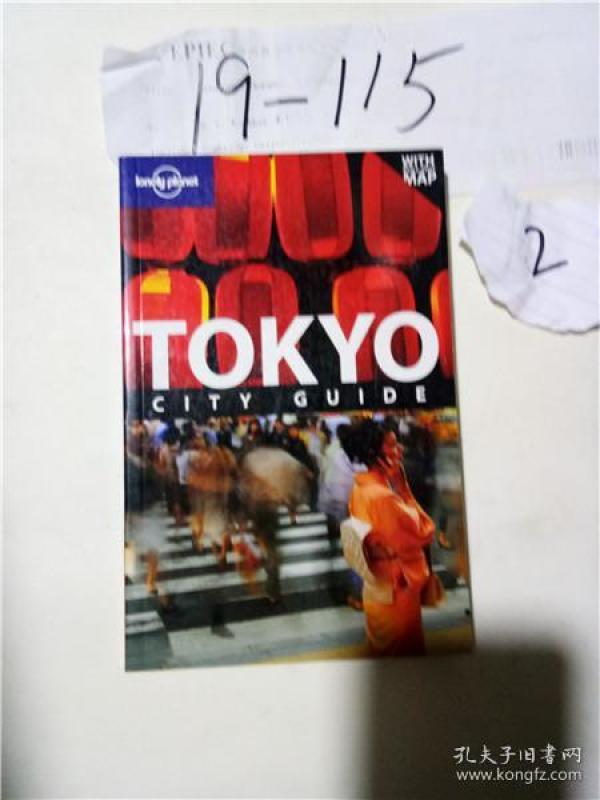 19-115
lonely planet
WITH
MAP
2
TOKYO
CITY GUIDE
孔夫子旧书网
www.kongfz.com